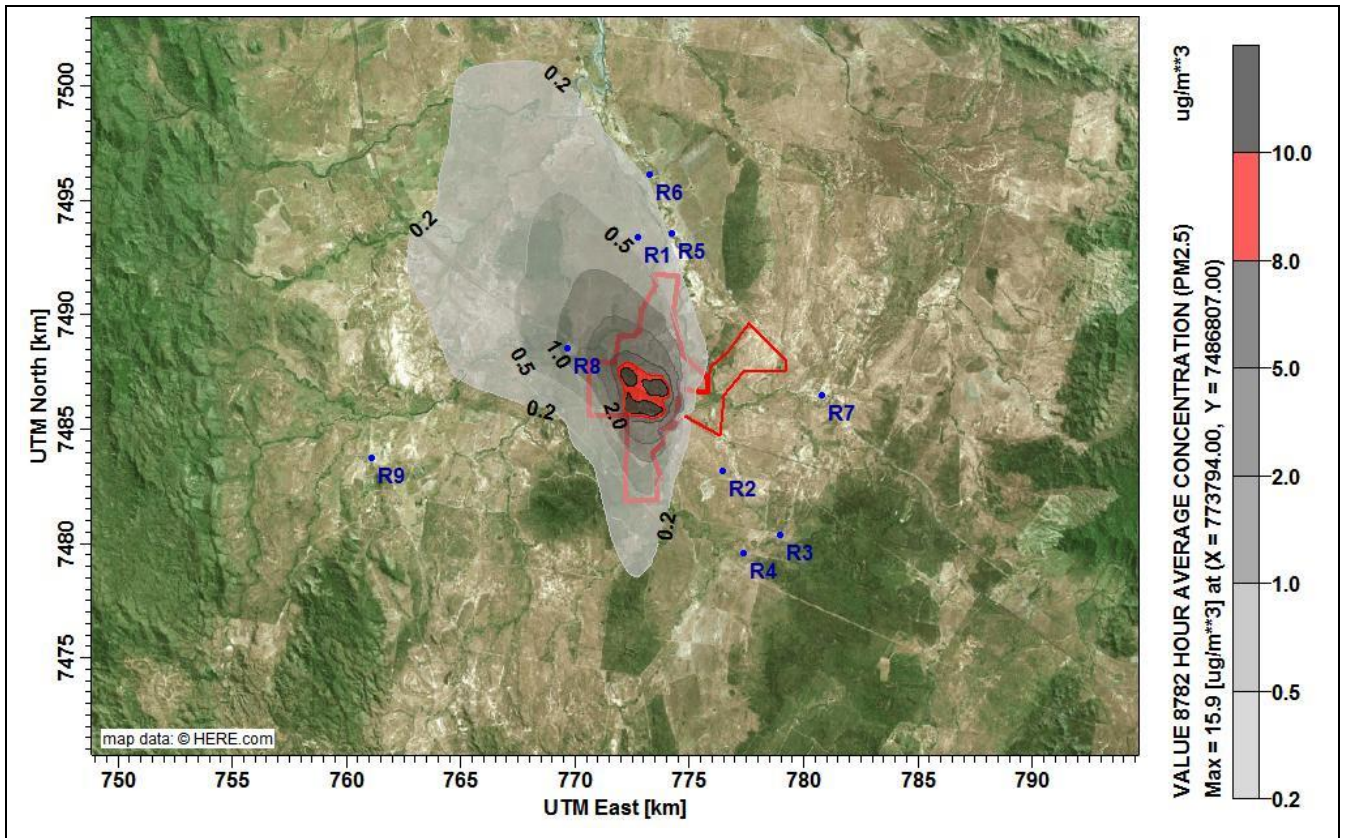 7500
7495
7490
7485
7480
7475
UTM North [km]
0.2
R6
0.2
0.5
R1
R5
1.0
0.5
R8
0.2
2.0
R7
R9
R2
0.2
R3
R4
map data: © HERE.com
750
755
760
765
770
775
780
785
790
UTM East [km]
VALUE 8782 HOUR AVERAGE CONCENTRATION (PM2.5) ug/m**3
Max = 15.9 [ug/m**3] at (X = 773794.00, Y = 7486807.00)
10.0
8.0
5.0
2.0
1.0
0.5
0.2